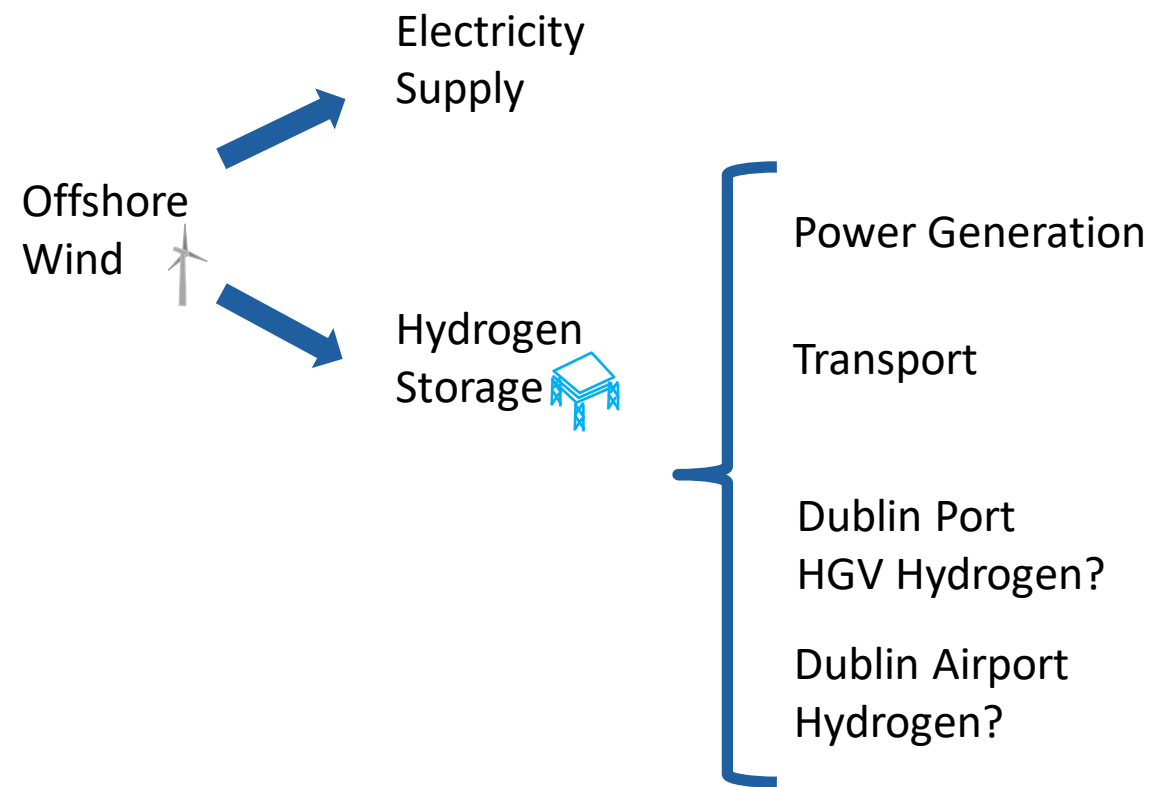 Electricity
Supply
Offshore
Wind
Hydrogen
Storage
Power Generation
Transport
Dublin Port
HGV Hydrogen?
Dublin Airport
Hydrogen?